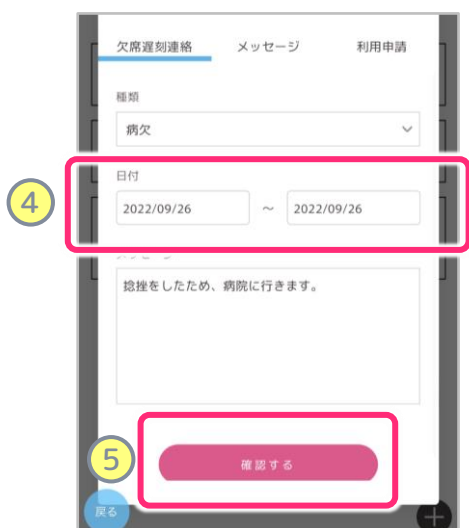 欠席遅刻連絡 メッセージ 利用申請
種類
病欠
日付
④
2022/09/26 ～ 2022/09/26
捻挫をしたため、病院に行きます。
⑤
確認する
戻る